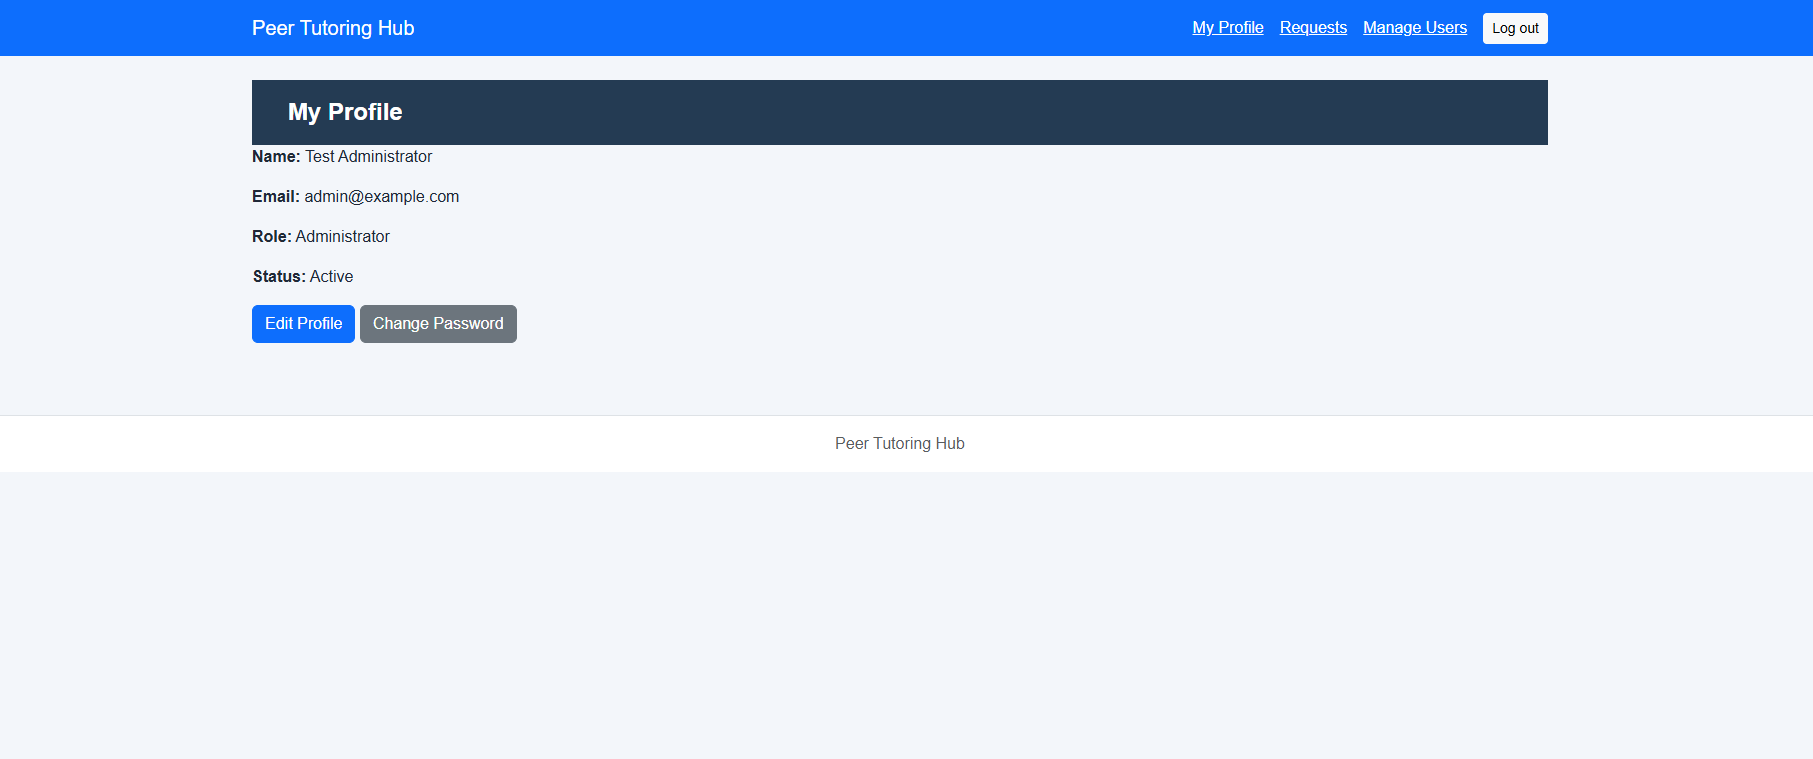 Peer Tutoring Hub My Profile Requests Manage Users Log out
My Profile
Name: Test Administrator
Email: admin@example.com
Role: Administrator
Status: Active
Edit Profile Change Password
Peer Tutoring Hub